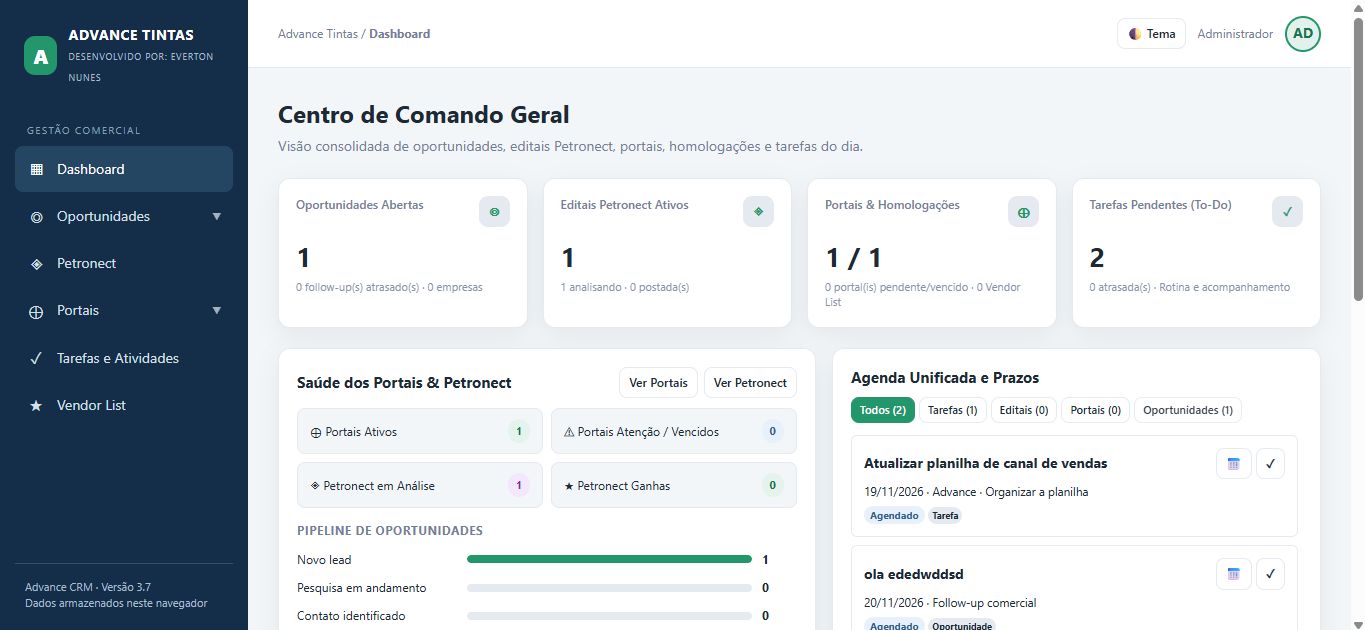 A
ADVANCE TINTAS
DESENVOLVIDO POR: EVERTON
NUNES
GESTÃO COMERCIAL
Dashboard
Oportunidades
Petronect
Portais
Tarefas e Atividades
Vendor List
Advance CRM · Versão 3.7
Dados armazenados neste navegador
Advance Tintas / Dashboard
Tema
Administrador
AD
Centro de Comando Geral
Visão consolidada de oportunidades, editais Petronect, portais, homologações e tarefas do dia.
Oportunidades Abertas
1
0 follow-up(s) atrasado(s) · 0 empresas
Editais Petronect Ativos
1
1 analisando · 0 postada(s)
Portais & Homologações
1 / 1
0 portal(is) pendente/vencido · 0 Vendor
List
Tarefas Pendentes (To-Do)
2
0 atrasada(s) · Rotina e acompanhamento
Saúde dos Portais & Petronect
Ver Portais
Ver Petronect
Portais Ativos 1
Portais Atenção / Vencidos 0
Petronect em Análise 1
Petronect Ganhas 0
PIPELINE DE OPORTUNIDADES
Novo lead 1
Pesquisa em andamento 0
Contato identificado 0
Agenda Unificada e Prazos
Todos (2)
Tarefas (1)
Editais (0)
Portais (0)
Oportunidades (1)
Atualizar planilha de canal de vendas
19/11/2026 · Advance · Organizar a planilha
Agendado
Tarefa
ola ededwddsd
20/11/2026 · Follow-up comercial
Agendado
Oportunidade